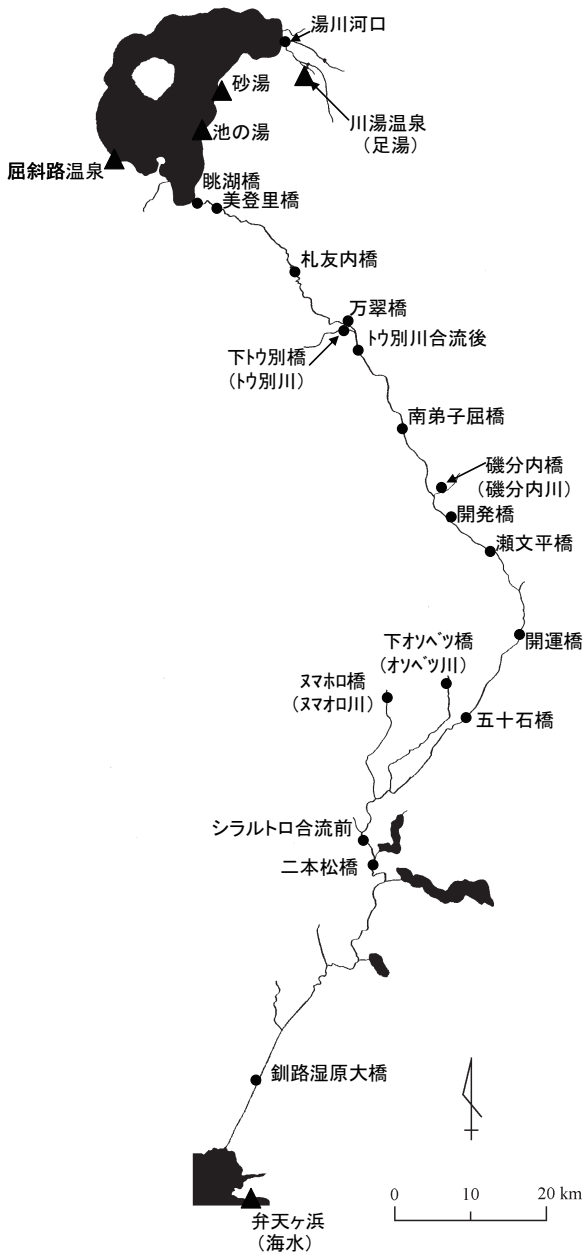 湯川河口
砂湯
川湯温泉
(足湯)
池の湯
屈斜路温泉
眺湖橋
美登里橋
札友内橋
万翠橋
下ﾄｳ別橋
(ﾄｳ別川)
ﾄｳ別川合流後
南弟子屈橋
磯分内橋
(磯分内川)
開発橋
瀬文平橋
開運橋
下ｵｿﾍﾞﾂ橋
(ｵｿﾍﾞﾂ川)
ﾇﾏﾎﾛ橋
(ﾇﾏｵﾛ川)
五十石橋
シラルトロ合流前
二本松橋
釧路湿原大橋
弁天ヶ浜
(海水)
0 10 20 km